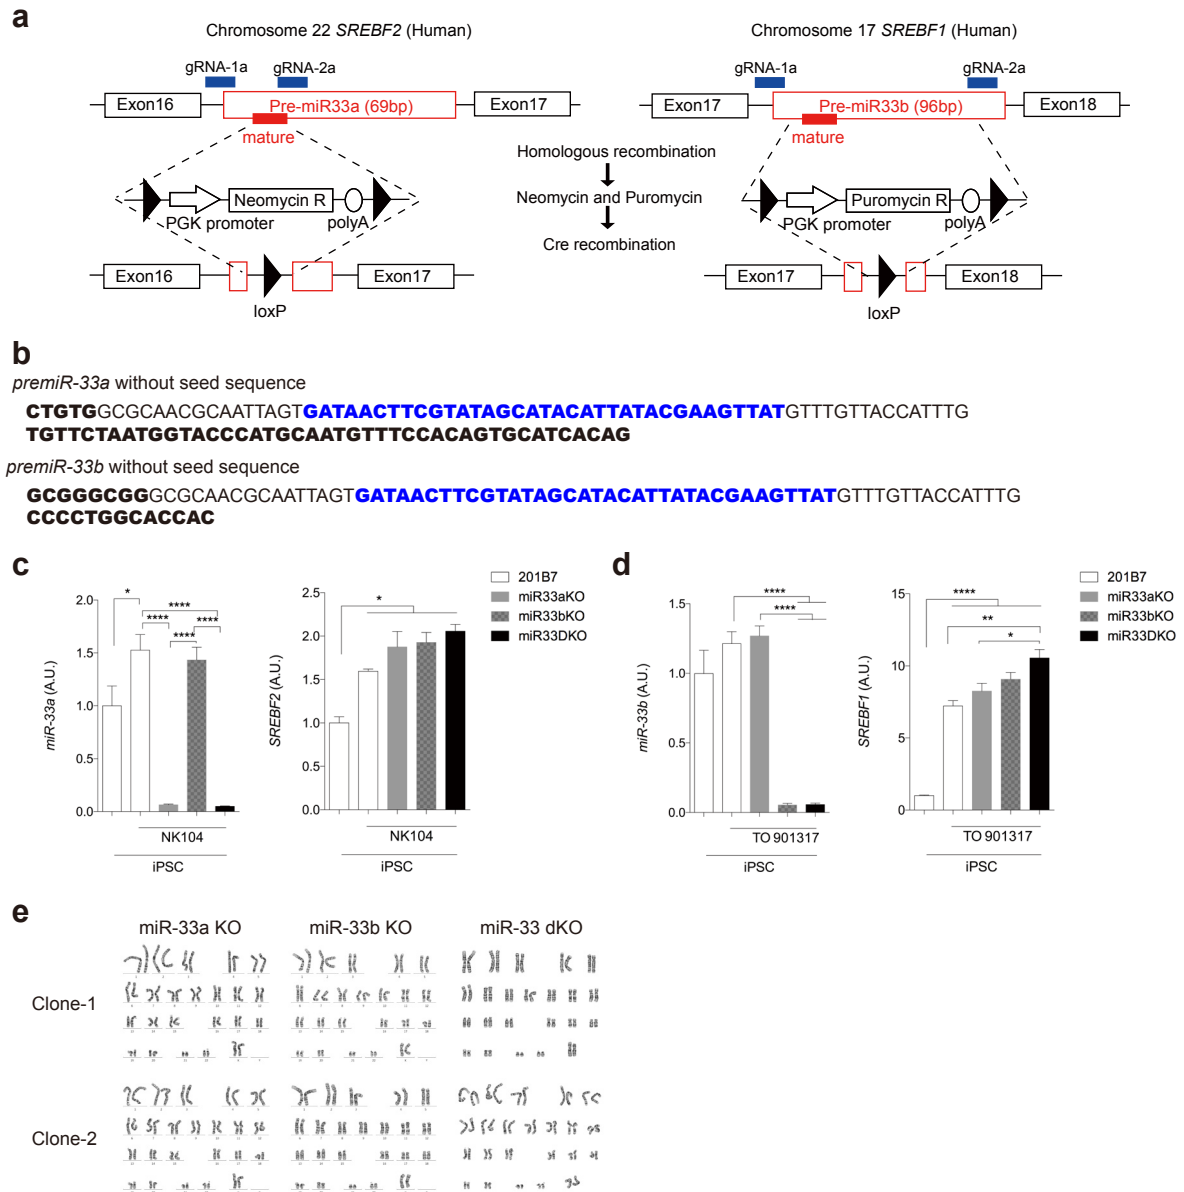 a
Chromosome 22 SREBF2 (Human)
Chromosome 17 SREBF1 (Human)
gRNA-1a
gRNA-2a
gRNA-1a
gRNA-2a
Exon16
Pre-miR33a (69bp)
Exon17
Exon17
Pre-miR33b (96bp)
Exon18
mature
mature
Homologous recombination
Neomycin and Puromycin
Cre recombination
Neomycin R
PGK promoter
polyA
Puromycin R
PGK promoter
polyA
Exon16
Exon17
loxP
Exon17
Exon18
loxP
b
premiR-33a without seed sequence
CTGTGGCGCAACGCAATTAGTGATAACTTCGTATAGCATACATTATACGAAGTTATGTTTGTTACCATTTG
TGTTCTAATGGTACCCATGCAATGTTTCCACAGTGCATCACAG
premiR-33b without seed sequence
GCGGGCGGGCGCAACGCAATTAGTGATAACTTCGTATAGCATACATTATACGAAGTTATGTTTGTTACCATTTG
CCCCTGGCACCAC
c
miR-33a (A.U.)
2.0
1.5
1.0
0.5
0.0
*
****
****
****
****
NK104
iPSC
SREBF2 (A.U.)
2.5
2.0
1.5
1.0
0.5
0.0
*
NK104
iPSC
201B7
miR33aKO
miR33bKO
miR33DKO
d
miR-33b (A.U.)
1.5
1.0
0.5
0.0
****
****
TO 901317
iPSC
SREBF1 (A.U.)
15
10
5
0
****
**
*
TO 901317
iPSC
201B7
miR33aKO
miR33bKO
miR33DKO
e
miR-33a KO
miR-33b KO
miR-33 dKO
Clone-1
Clone-2